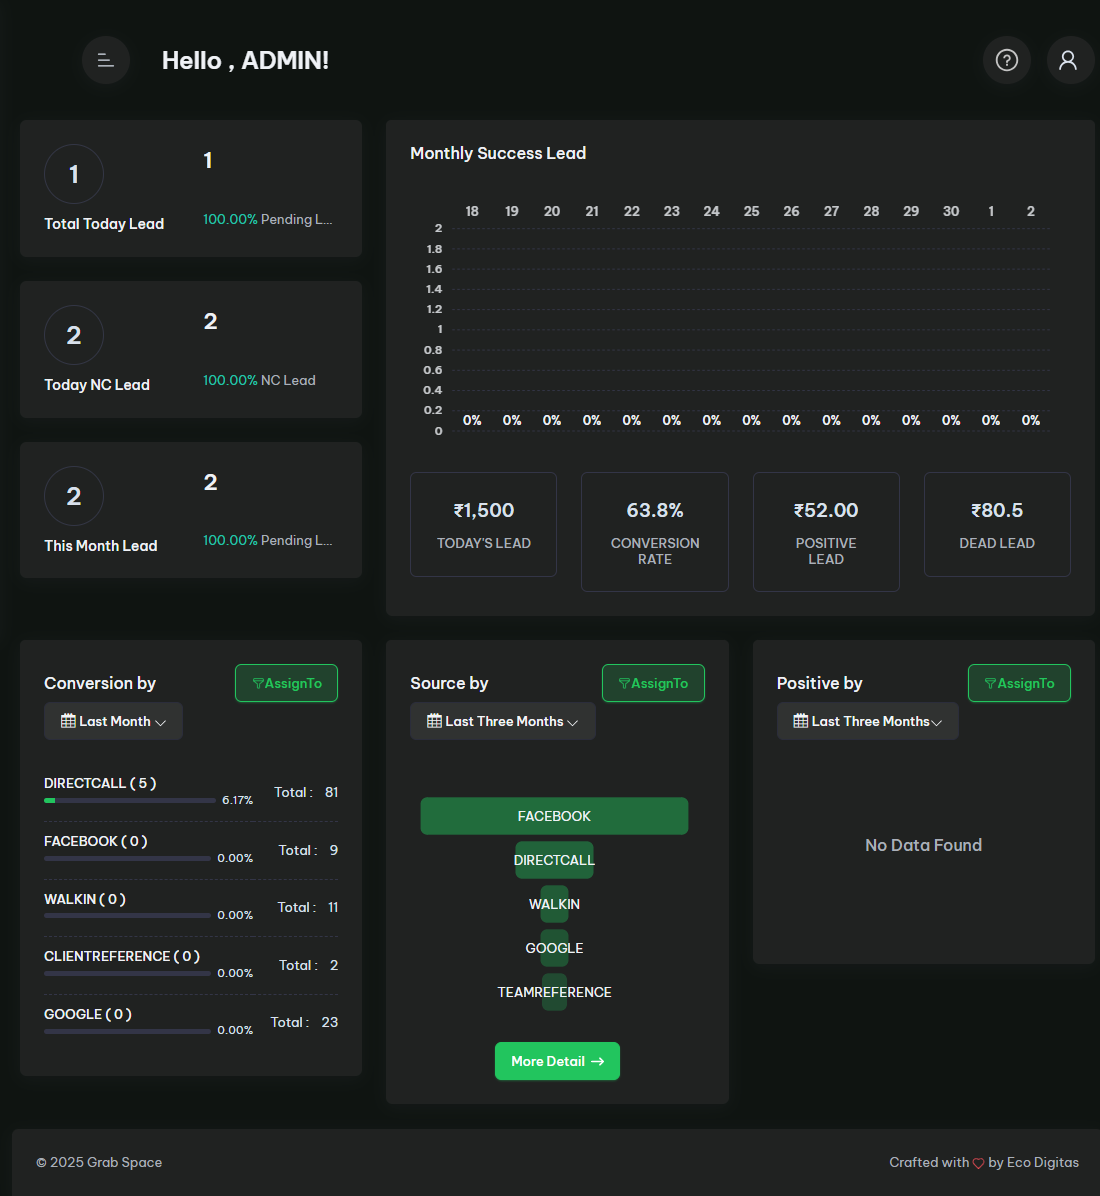 Hello , ADMIN!
1
1
Total Today Lead
100.00% Pending L...
2
2
Today NC Lead
100.00% NC Lead
2
2
This Month Lead
100.00% Pending L...
Monthly Success Lead
18 19 20 21 22 23 24 25 26 27 28 29 30 1 2
2
1.8
1.6
1.4
1.2
1
0.8
0.6
0.4
0.2
0
0% 0% 0% 0% 0% 0% 0% 0% 0% 0% 0% 0% 0% 0% 0%
₹1,500
TODAY'S LEAD
63.8%
CONVERSION
RATE
₹52.00
POSITIVE
LEAD
₹80.5
DEAD LEAD
Conversion by
AssignTo
Last Month
DIRECTCALL ( 5 )
6.17%
Total : 81
FACEBOOK ( 0 )
0.00%
Total : 9
WALKIN ( 0 )
0.00%
Total : 11
CLIENTREFERENCE ( 0 )
0.00%
Total : 2
GOOGLE ( 0 )
0.00%
Total : 23
Source by
AssignTo
Last Three Months
FACEBOOK
DIRECTCALL
WALKIN
GOOGLE
TEAMREFERENCE
More Detail →
Positive by
AssignTo
Last Three Months
No Data Found
© 2025 Grab Space
Crafted with ♡ by Eco Digitas